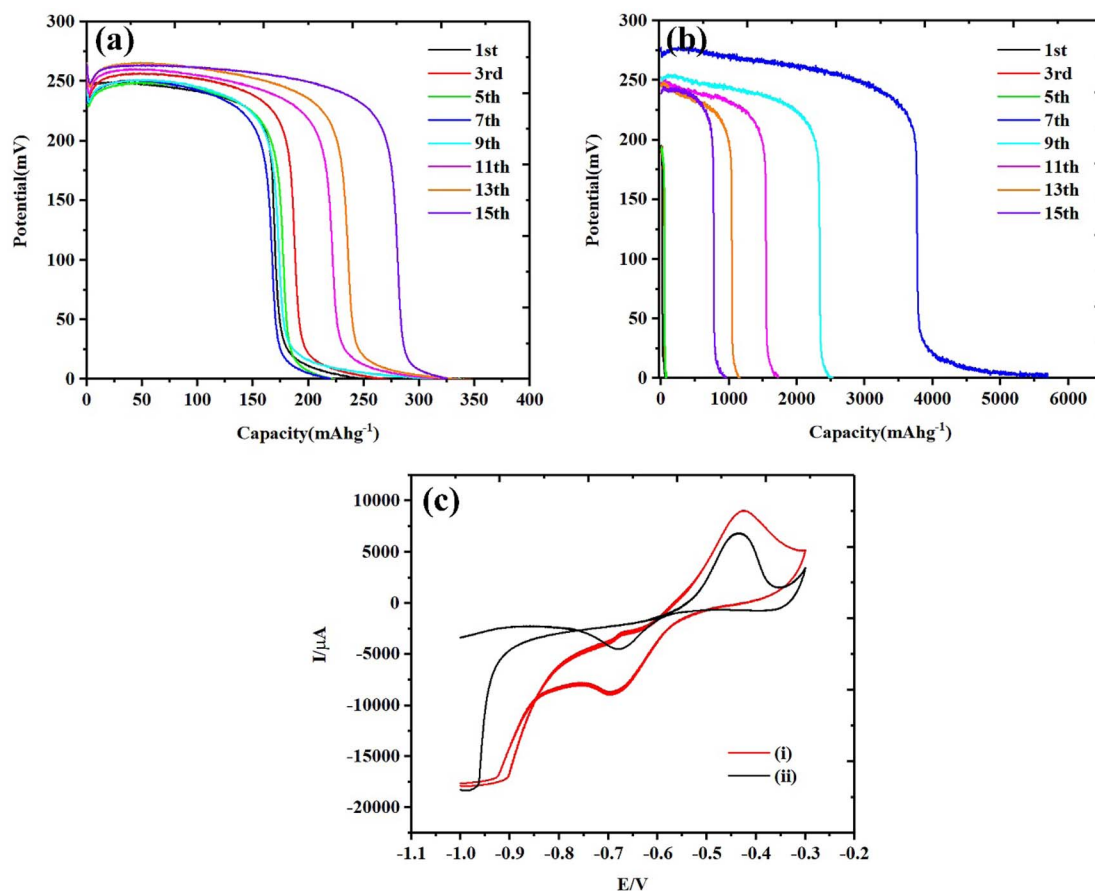 (a)
300
250
200
150
100
50
0
Potential(mV)
0 50 100 150 200 250 300 350 400
Capacity(mAhg⁻¹)
1st
3rd
5th
7th
9th
11th
13th
15th
(b)
300
250
200
150
100
50
0
Potential(mV)
0 1000 2000 3000 4000 5000 6000
Capacity(mAhg⁻¹)
1st
3rd
5th
7th
9th
11th
13th
15th
(c)
10000
5000
0
-5000
-10000
-15000
-20000
I/μA
-1.1 -1.0 -0.9 -0.8 -0.7 -0.6 -0.5 -0.4 -0.3 -0.2
E/V
(i)
(ii)